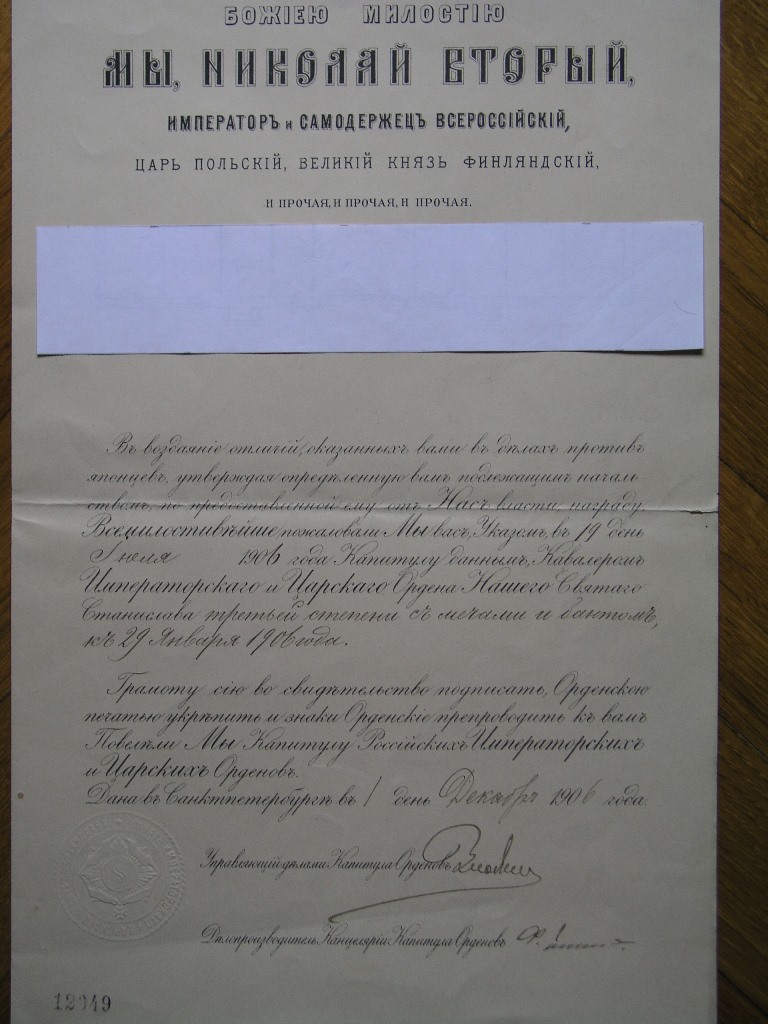 БОЖІЕЮ МИЛОСТІЮ
МЫ, НИКОЛАЙ ВТОРЫЙ,
ИМПЕРАТОРЪ и САМОДЕРЖЕЦЪ ВСЕРОССІЙСКІЙ,
ЦАРЬ ПОЛЬСКІЙ, ВЕЛИКІЙ КНЯЗЬ ФИНЛЯНДСКІЙ,
И ПРОЧАЯ, И ПРОЧАЯ, И ПРОЧАЯ.
Въ воздаяніе отличій, оказанныхъ вами въ дѣлахъ противъ
японцевъ, утверждая опредѣленную вамъ подлежащимъ началь
ствомъ, по предоставленной ему отъ Насъ власти, награду,
Всемилостивѣйше пожаловали Мы васъ, Указомъ, въ 19 день
Іюля 1906 года Капитулу даннымъ, Кавалеромъ
Императорскаго и Царскаго Ордена Нашего Святаго
Станислава третьей степени съ мечами и бантомъ,
къ 29 Января 1906 года.
Грамоту сію во свидѣтельство подписать, Орденскою
печатью укрѣпить и знаки Орденскіе препроводить къ вамъ
Повелѣли Мы Капитулу Россійскихъ Императорскихъ
и Царскихъ Орденовъ.
Дана въ Санктпетербургѣ въ 1 день Декабря 1906 года.
Управляющій дѣлами Капитула Орденовъ
Дѣлопроизводитель Канцеляріи Капитула Орденовъ